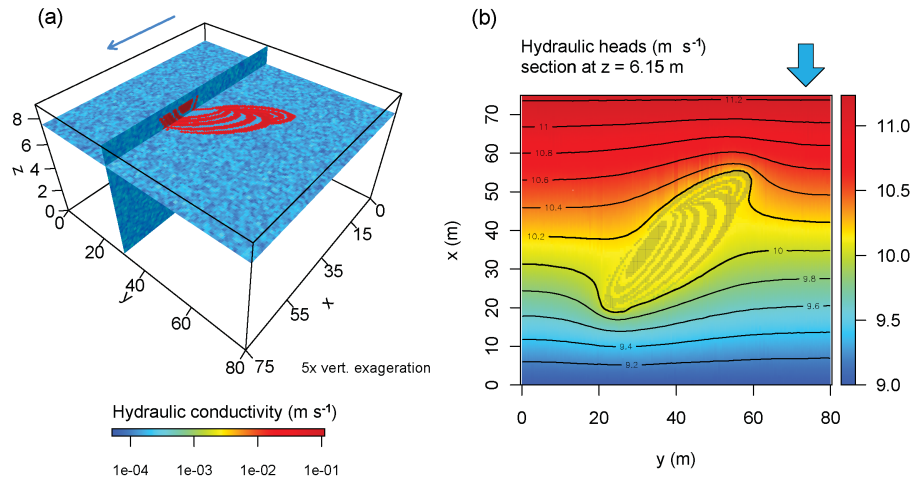 (a)
8
6
4
2
0
z
20
40
60
80
y
0
15
35
55
75
x
5x vert. exageration
Hydraulic conductivity (m s-1)
1e-04 1e-03 1e-02 1e-01
(b)
Hydraulic heads (m s-1)
section at z = 6.15 m
70
60
50
40
30
20
10
0
x (m)
11.2
11
10.8
10.6
10.4
10.2
10
9.8
9.6
9.4
9.2
0 20 40 60 80
y (m)
11.0
10.5
10.0
9.5
9.0